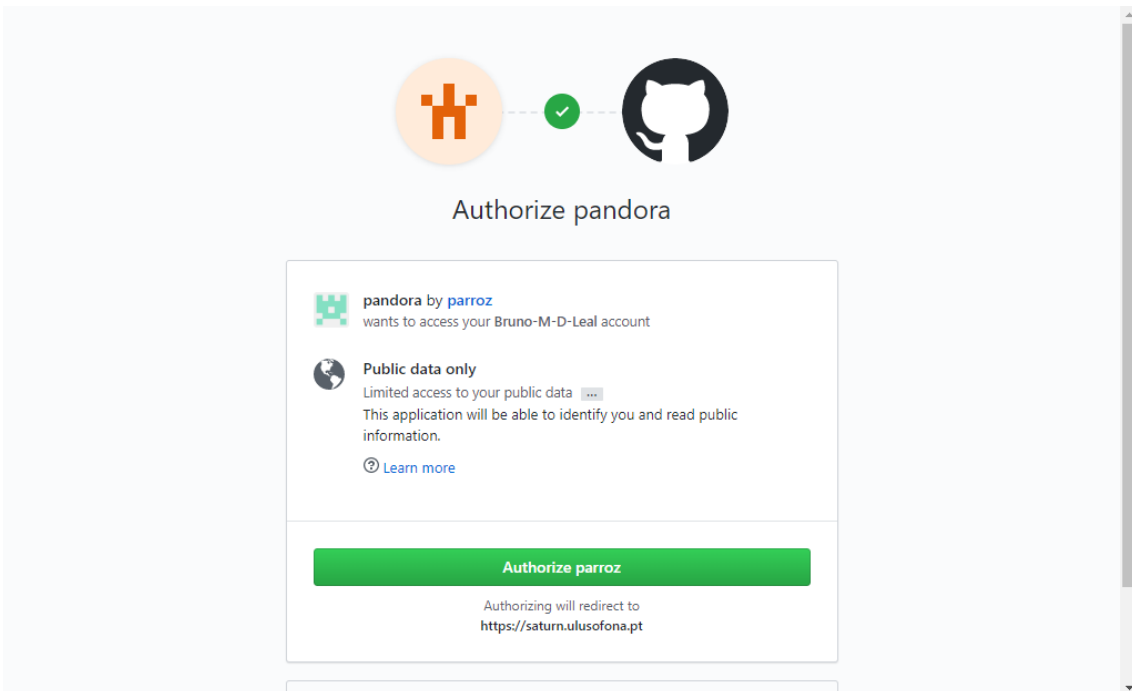 Authorize pandora
pandora by parroz
wants to access your Bruno-M-D-Leal account
Public data only
Limited access to your public data ...
This application will be able to identify you and read public
information.
Learn more
Authorize parroz
Authorizing will redirect to
https://saturn.ulusofona.pt